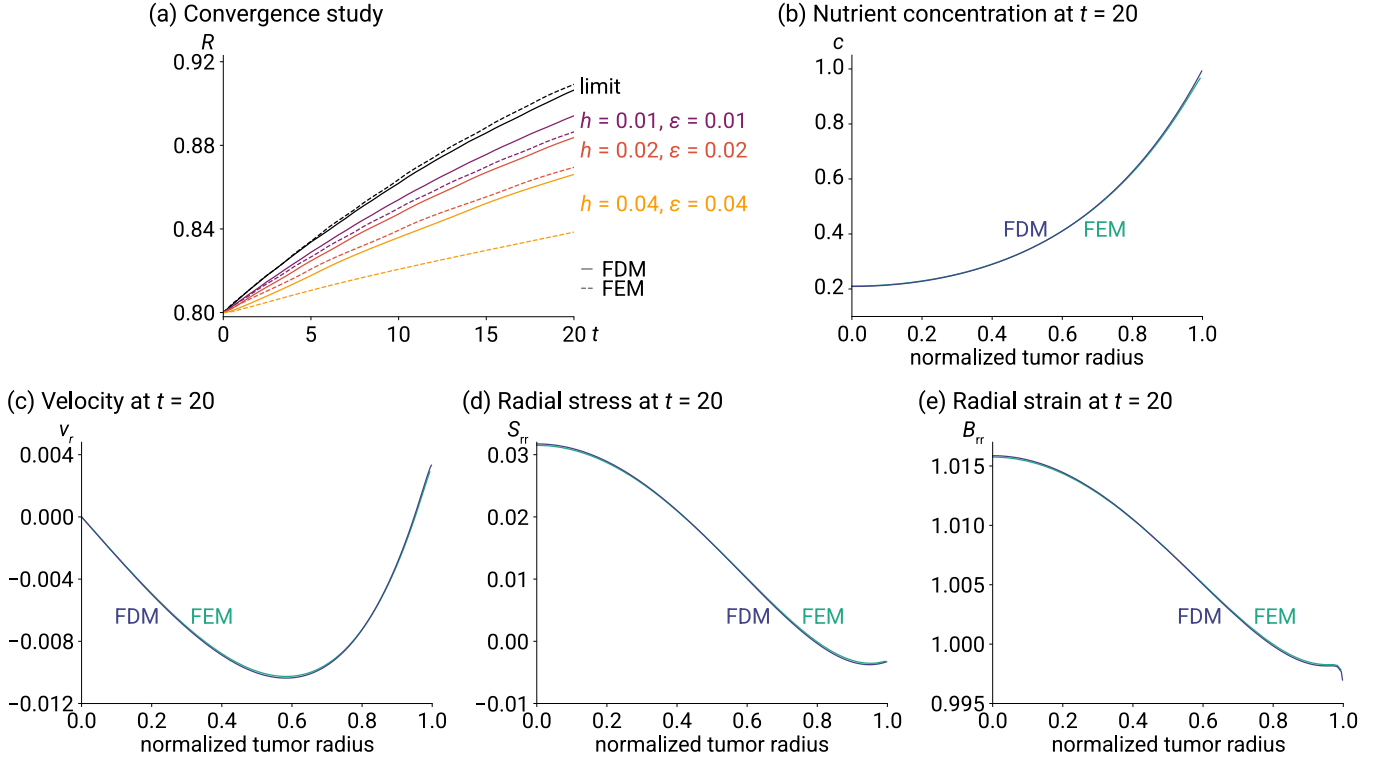 (a) Convergence study
R
0.92
0.88
0.84
0.80
0
5
10
15
20
t
limit
h = 0.01, ε = 0.01
h = 0.02, ε = 0.02
h = 0.04, ε = 0.04
FDM
FEM
(b) Nutrient concentration at t = 20
c
1.0
0.8
0.6
0.4
0.2
FDM
FEM
0.0
0.2
0.4
0.6
0.8
1.0
normalized tumor radius
(c) Velocity at t = 20
vr
0.004
0.000
−0.004
−0.008
−0.012
FDM
FEM
0.0
0.2
0.4
0.6
0.8
1.0
normalized tumor radius
(d) Radial stress at t = 20
Srr
0.03
0.02
0.01
0.00
−0.01
FDM
FEM
0.0
0.2
0.4
0.6
0.8
1.0
normalized tumor radius
(e) Radial strain at t = 20
Brr
1.015
1.010
1.005
1.000
0.995
FDM
FEM
0.0
0.2
0.4
0.6
0.8
1.0
normalized tumor radius